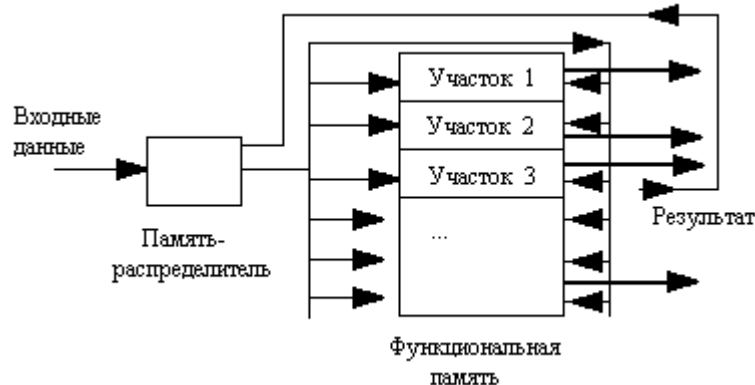 Входные
данные
Память-
распределитель
Участок 1
Участок 2
Участок 3
...
Функциональная
память
Результат